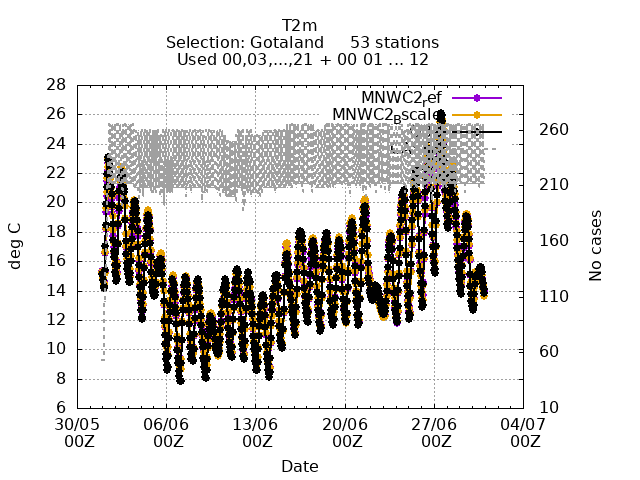 T2m
Selection: Gotaland 53 stations
Used 00,03,...,21 + 00 01 ... 12
MNWC2ref
MNWC2Bscale
deg C
28
26
24
22
20
18
16
14
12
10
8
6
No cases
260
210
160
110
60
10
30/05 06/06 13/06 20/06 27/06 04/07
00Z 00Z 00Z 00Z 00Z 00Z
Date